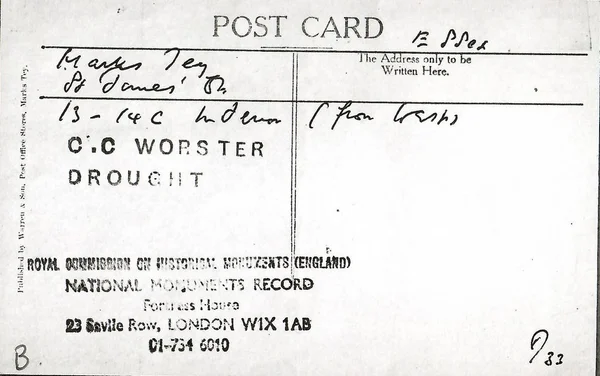 POST CARD
Essex
Marks Tey
St James' Ch
The Address only to be
Written Here.
13-14C Interior (from West)
C.C WORSTER
DROUGHT
Published by Warren & Son, Post Office Stores, Marks Tey.
ROYAL COMMISSION ON HISTORICAL MONUMENTS (ENGLAND)
NATIONAL MONUMENTS RECORD
Fortress House
23 Savile Row, LONDON W1X 1AB
01-734 6010
B
33